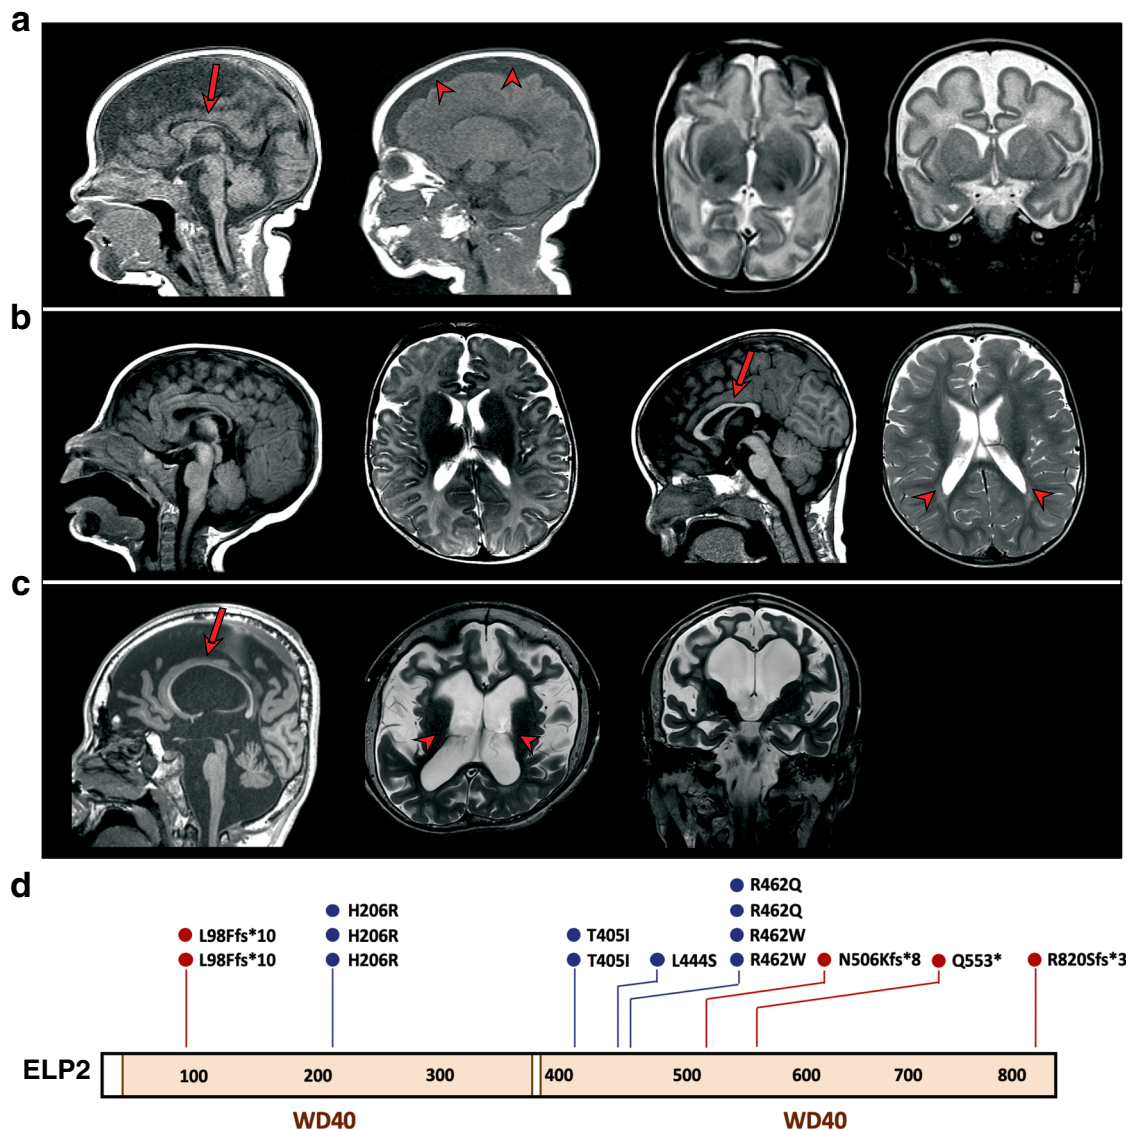 a
b
c
d
R462Q
H206R R462Q
L98Ffs*10 H206R T405I R462W
L98Ffs*10 H206R T405I L444S R462W N506Kfs*8 Q553* R820Sfs*3
ELP2 100 200 300 400 500 600 700 800
WD40 WD40